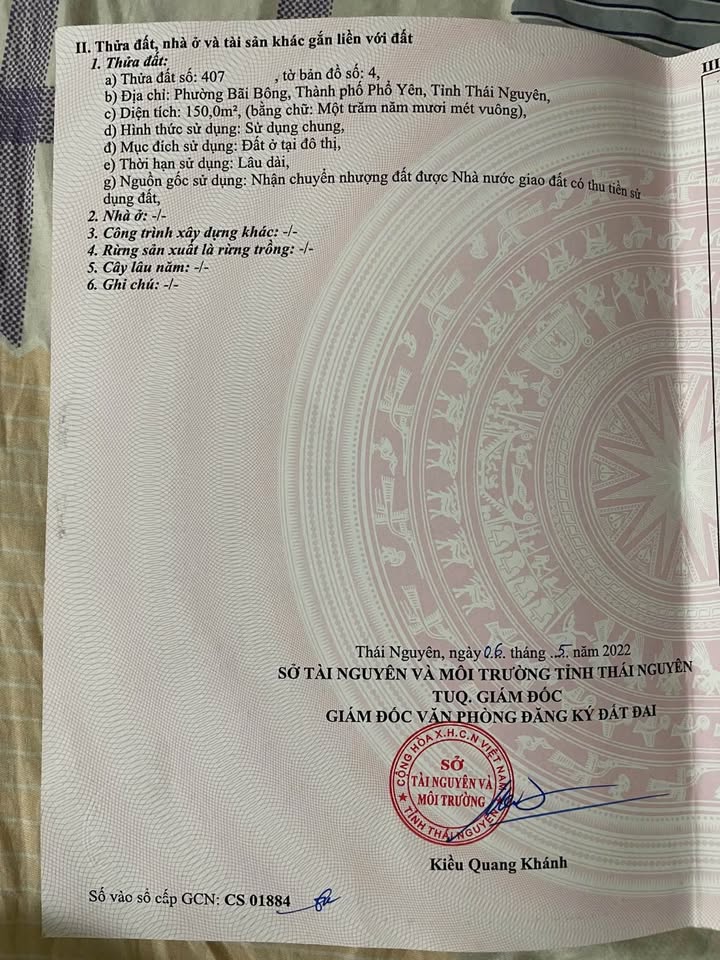 II. Thửa đất, nhà ở và tài sản khác gắn liền với đất
1. Thửa đất:
a) Thửa đất số: 407 , tờ bản đồ số: 4,
b) Địa chỉ: Phường Bãi Bông, Thành phố Phổ Yên, Tỉnh Thái Nguyên,
c) Diện tích: 150,0m², (bằng chữ: Một trăm năm mươi mét vuông),
d) Hình thức sử dụng: Sử dụng chung,
đ) Mục đích sử dụng: Đất ở tại đô thị,
e) Thời hạn sử dụng: Lâu dài,
g) Nguồn gốc sử dụng: Nhận chuyển nhượng đất được Nhà nước giao đất có thu tiền sử
dụng đất,
2. Nhà ở: -/-
3. Công trình xây dựng khác: -/-
4. Rừng sản xuất là rừng trồng: -/-
5. Cây lâu năm: -/-
6. Ghi chú: -/-
III
Thái Nguyên, ngày 06. tháng ..5. năm 2022
SỞ TÀI NGUYÊN VÀ MÔI TRƯỜNG TỈNH THÁI NGUYÊN
TUQ. GIÁM ĐỐC
GIÁM ĐỐC VĂN PHÒNG ĐĂNG KÝ ĐẤT ĐAI
CỘNG HÒA X.H.C.N VIỆT NAM
SỞ
TÀI NGUYÊN VÀ
MÔI TRƯỜNG
TỈNH THÁI NGUYÊN
Kiều Quang Khánh
Số vào sổ cấp GCN: CS 01884